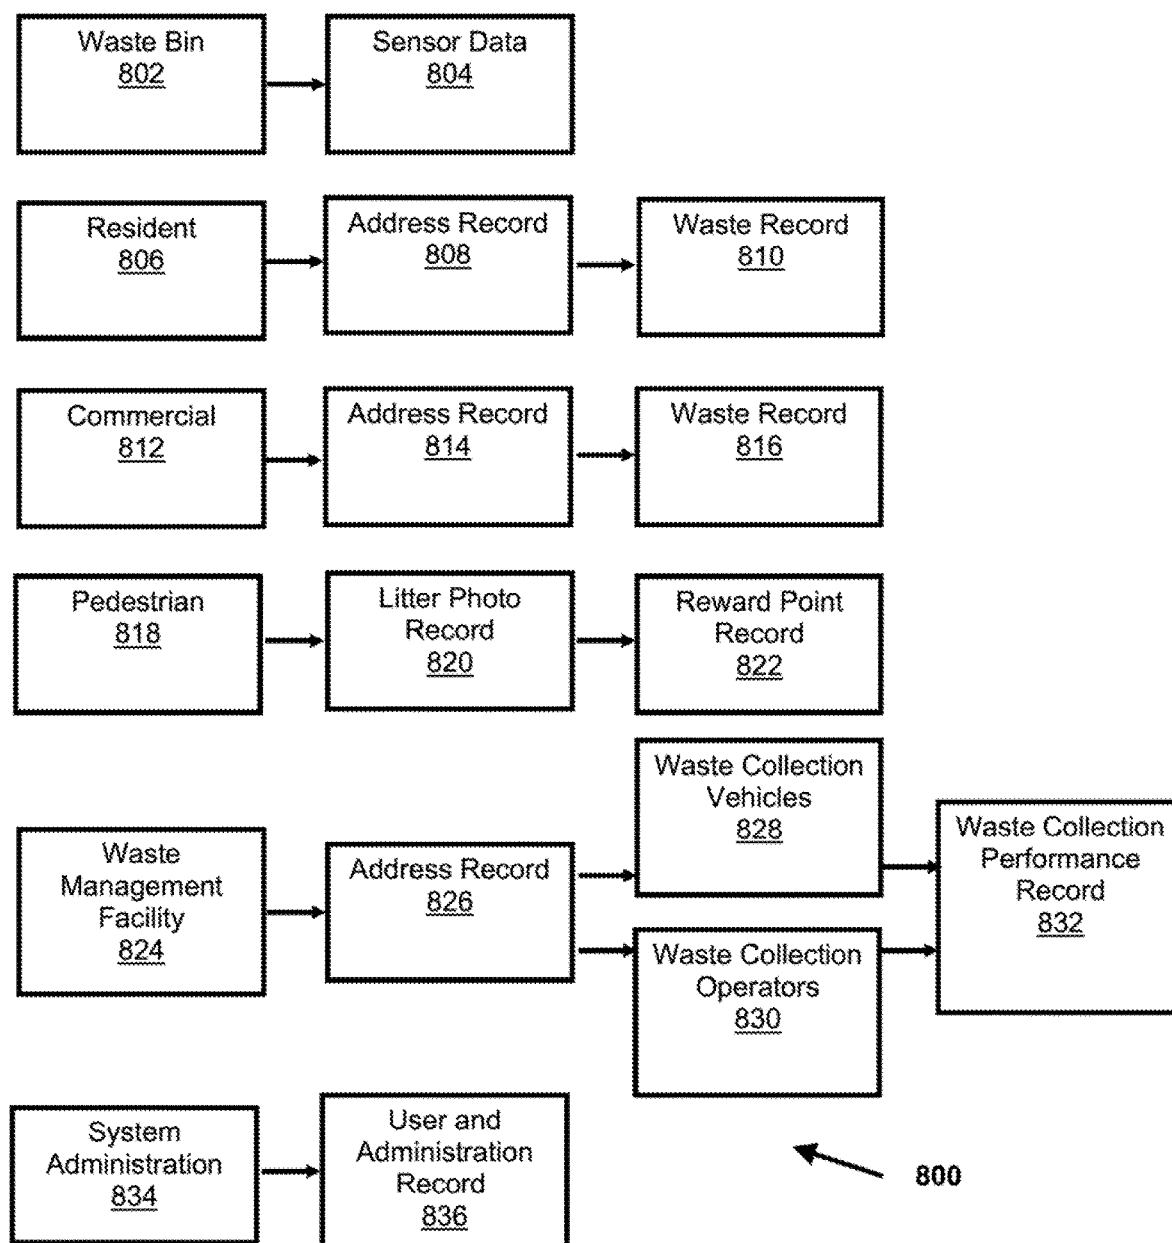 Waste Bin
802
Sensor Data
804
Resident
806
Address Record
808
Waste Record
810
Commercial
812
Address Record
814
Waste Record
816
Pedestrian
818
Litter Photo
Record
820
Reward Point
Record
822
Waste
Management
Facility
824
Address Record
826
Waste Collection
Vehicles
828
Waste Collection
Operators
830
Waste Collection
Performance
Record
832
System
Administration
834
User and
Administration
Record
836
800